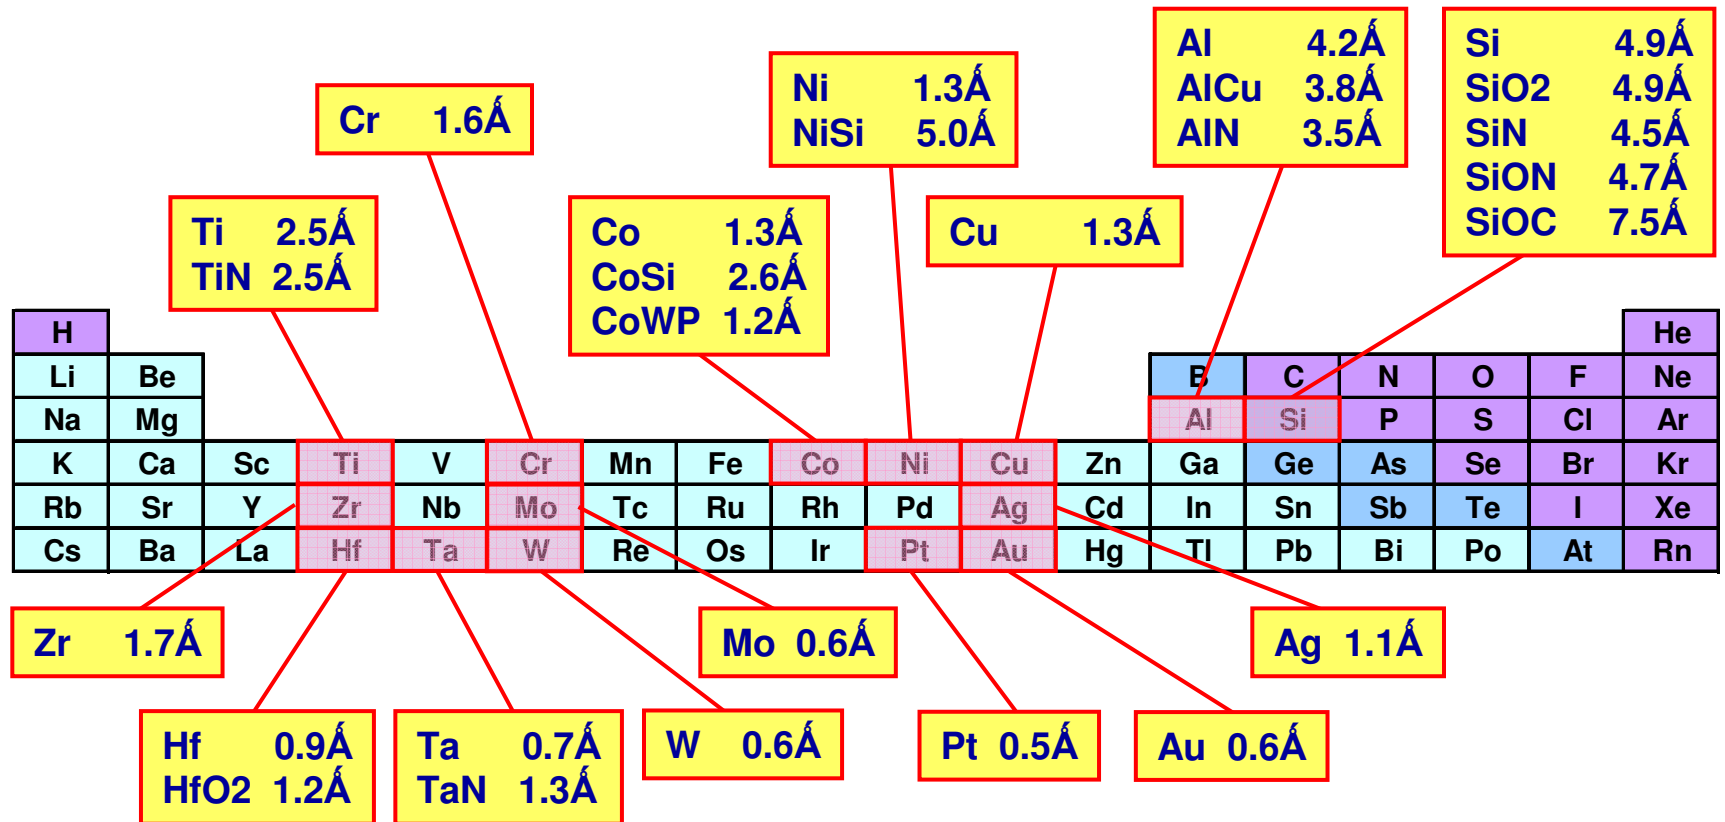 Al 4.2Å
AlCu 3.8Å
AlN 3.5Å
Si 4.9Å
SiO2 4.9Å
SiN 4.5Å
SiON 4.7Å
SiOC 7.5Å
Ni 1.3Å
NiSi 5.0Å
Cr 1.6Å
Ti 2.5Å
TiN 2.5Å
Co 1.3Å
CoSi 2.6Å
CoWP 1.2Å
Cu 1.3Å
H He
Li Be B C N O F Ne
Na Mg Al Si P S Cl Ar
K Ca Sc Ti V Cr Mn Fe Co Ni Cu Zn Ga Ge As Se Br Kr
Rb Sr Y Zr Nb Mo Tc Ru Rh Pd Ag Cd In Sn Sb Te I Xe
Cs Ba La Hf Ta W Re Os Ir Pt Au Hg Tl Pb Bi Po At Rn
Zr 1.7Å
Mo 0.6Å
Ag 1.1Å
Hf 0.9Å
HfO2 1.2Å
Ta 0.7Å
TaN 1.3Å
W 0.6Å
Pt 0.5Å
Au 0.6Å